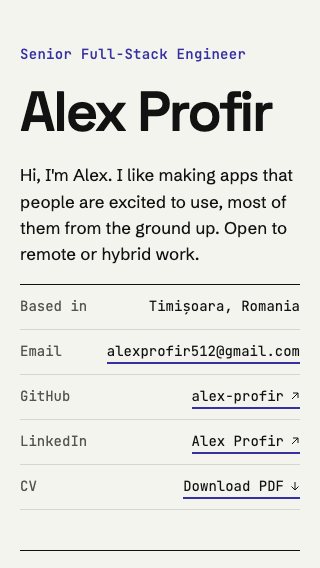 Senior Full-Stack Engineer
Alex Profir
Hi, I'm Alex. I like making apps that
people are excited to use, most of
them from the ground up. Open to
remote or hybrid work.
Based in Timișoara, Romania
Email alexprofir512@gmail.com
GitHub alex-profir ↗
LinkedIn Alex Profir ↗
CV Download PDF ↓